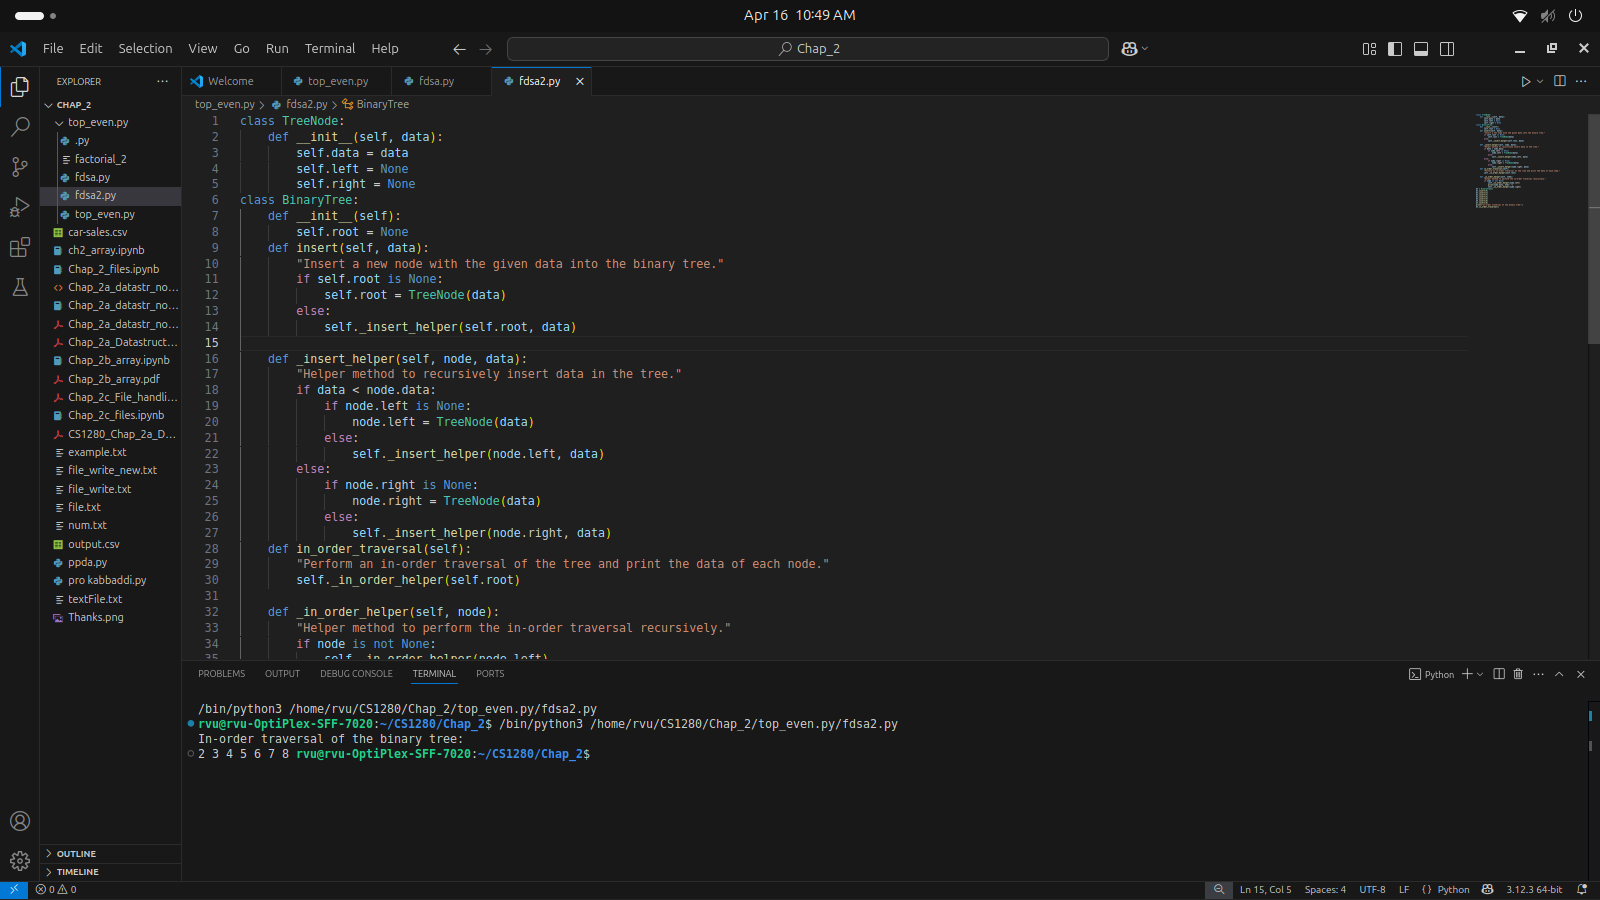 Apr 16 10:49 AM
File Edit Selection View Go Run Terminal Help
Chap_2
EXPLORER
Welcome
top_even.py
fdsa.py
fdsa2.py
top_even.py > fdsa2.py > BinaryTree
CHAP_2
top_even.py
.py
factorial_2
fdsa.py
fdsa2.py
top_even.py
car-sales.csv
ch2_array.ipynb
Chap_2_files.ipynb
Chap_2a_datastr_no...
Chap_2a_datastr_no...
Chap_2a_datastr_no...
Chap_2a_Datastruct...
Chap_2b_array.ipynb
Chap_2b_array.pdf
Chap_2c_File_handli...
Chap_2c_files.ipynb
CS1280_Chap_2a_D...
example.txt
file_write_new.txt
file_write.txt
file.txt
num.txt
output.csv
ppda.py
pro kabbaddi.py
textFile.txt
Thanks.png
OUTLINE
TIMELINE
1 class TreeNode:
2 def __init__(self, data):
3 self.data = data
4 self.left = None
5 self.right = None
6 class BinaryTree:
7 def __init__(self):
8 self.root = None
9 def insert(self, data):
10 "Insert a new node with the given data into the binary tree."
11 if self.root is None:
12 self.root = TreeNode(data)
13 else:
14 self._insert_helper(self.root, data)
15
16 def _insert_helper(self, node, data):
17 "Helper method to recursively insert data in the tree."
18 if data < node.data:
19 if node.left is None:
20 node.left = TreeNode(data)
21 else:
22 self._insert_helper(node.left, data)
23 else:
24 if node.right is None:
25 node.right = TreeNode(data)
26 else:
27 self._insert_helper(node.right, data)
28 def in_order_traversal(self):
29 "Perform an in-order traversal of the tree and print the data of each node."
30 self._in_order_helper(self.root)
31
32 def _in_order_helper(self, node):
33 "Helper method to perform the in-order traversal recursively."
34 if node is not None:
35 self._in_order_helper(node.left)
PROBLEMS OUTPUT DEBUG CONSOLE TERMINAL PORTS
Python
/bin/python3 /home/rvu/CS1280/Chap_2/top_even.py/fdsa2.py
rvu@rvu-OptiPlex-SFF-7020:~/CS1280/Chap_2$ /bin/python3 /home/rvu/CS1280/Chap_2/top_even.py/fdsa2.py
In-order traversal of the binary tree:
2 3 4 5 6 7 8 rvu@rvu-OptiPlex-SFF-7020:~/CS1280/Chap_2$
0 0
Ln 15, Col 5 Spaces: 4 UTF-8 LF {} Python 3.12.3 64-bit